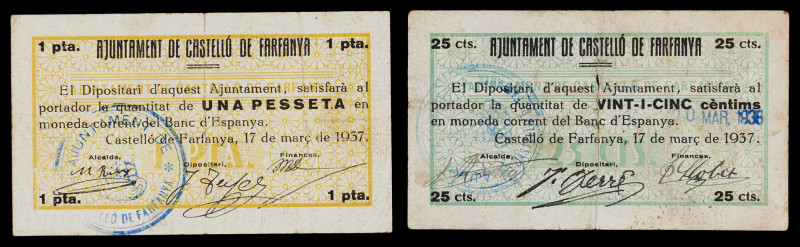 1 pta. AJUNTAMENT DE CASTELLÓ DE FARFANYA 1 pta.
El Dipositari d'aquest Ajuntament, satisfarà al
portador la quantitat de UNA PESSETA en
moneda corrent del Banc d'Espanya.
Castelló de Farfanya, 17 de març de 1937.
Alcalde, Dipositari, Finances,
1 pta. 1 pta.
25 cts. AJUNTAMENT DE CASTELLÓ DE FARFANYA 25 cts.
El Dipositari d'aquest Ajuntament, satisfarà al
portador la quantitat de VINT-I-CINC cèntims
en moneda corrent del Banc d'Espanya.
MAR. 1938
Castelló de Farfanya, 17 de març de 1937.
Alcalde, Dipositari, Finances,
J. Ferré
25 cts. 25 cts.